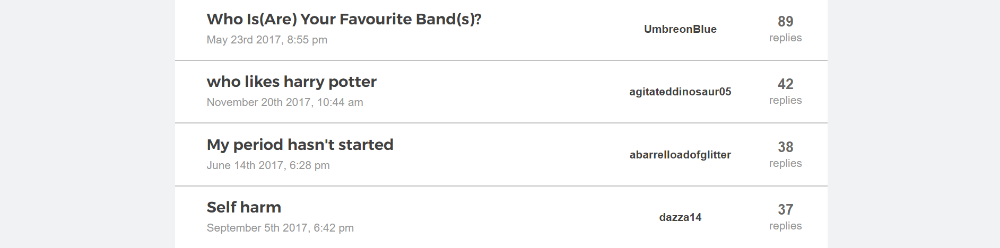 Who Is(Are) Your Favourite Band(s)?
May 23rd 2017, 8:55 pm
UmbreonBlue
89
replies
who likes harry potter
November 20th 2017, 10:44 am
agitateddinosaur05
42
replies
My period hasn't started
June 14th 2017, 6:28 pm
abarrelloadofglitter
38
replies
Self harm
September 5th 2017, 6:42 pm
dazza14
37
replies